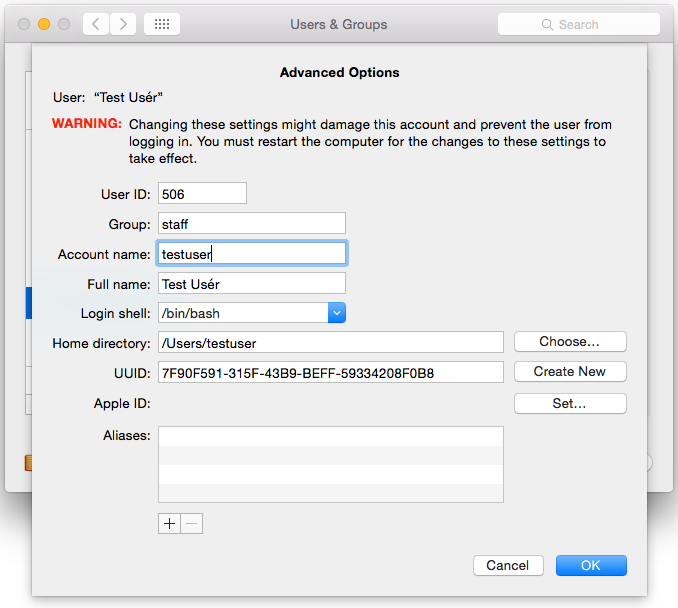 Users & Groups
Search
Advanced Options
User: “Test Usér”
WARNING: Changing these settings might damage this account and prevent the user from
logging in. You must restart the computer for the changes to these settings to
take effect.
User ID: 506
Group: staff
Account name: testuser
Full name: Test Usér
Login shell: /bin/bash
Home directory: /Users/testuser Choose...
UUID: 7F90F591-315F-43B9-BEFF-59334208F0B8 Create New
Apple ID: Set...
Aliases:
+ −
Cancel OK